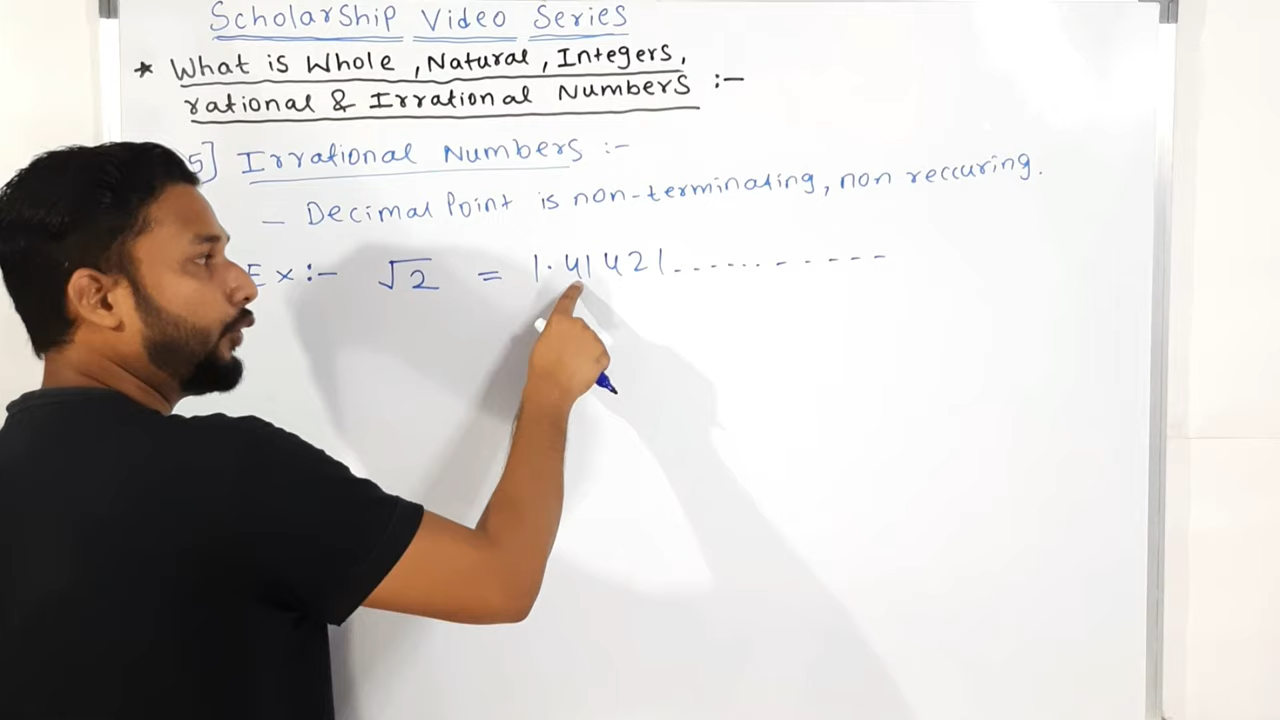 Scholarship Video Series
* What is Whole, Natural, Integers,
rational & Irrational Numbers :-
5] Irrational Numbers :-
- Decimal Point is non-terminating, non reccuring.
Ex:- √2 = 1.41421...........